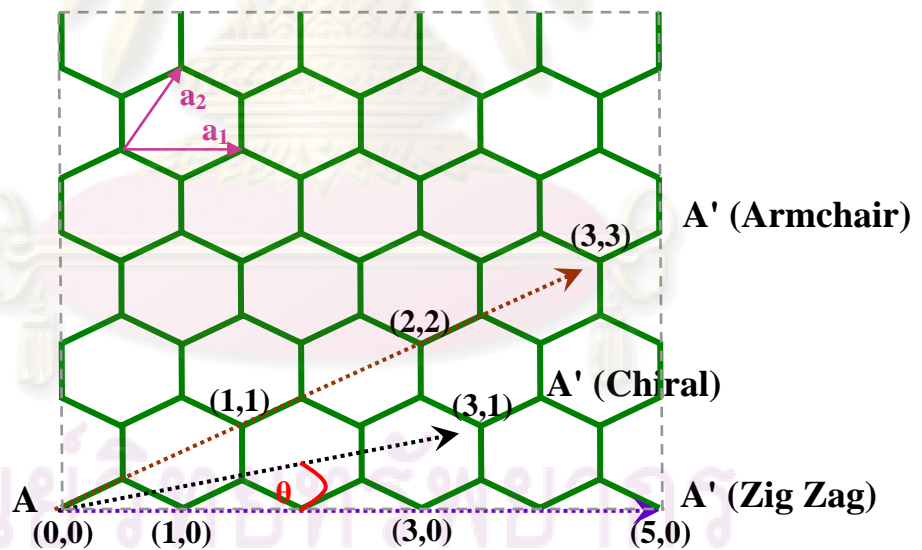 a₂
a₁
A' (Armchair)
(3,3)
(2,2)
A' (Chiral)
(1,1)
(3,1)
θ
A
A' (Zig Zag)
(0,0)
(1,0)
(3,0)
(5,0)